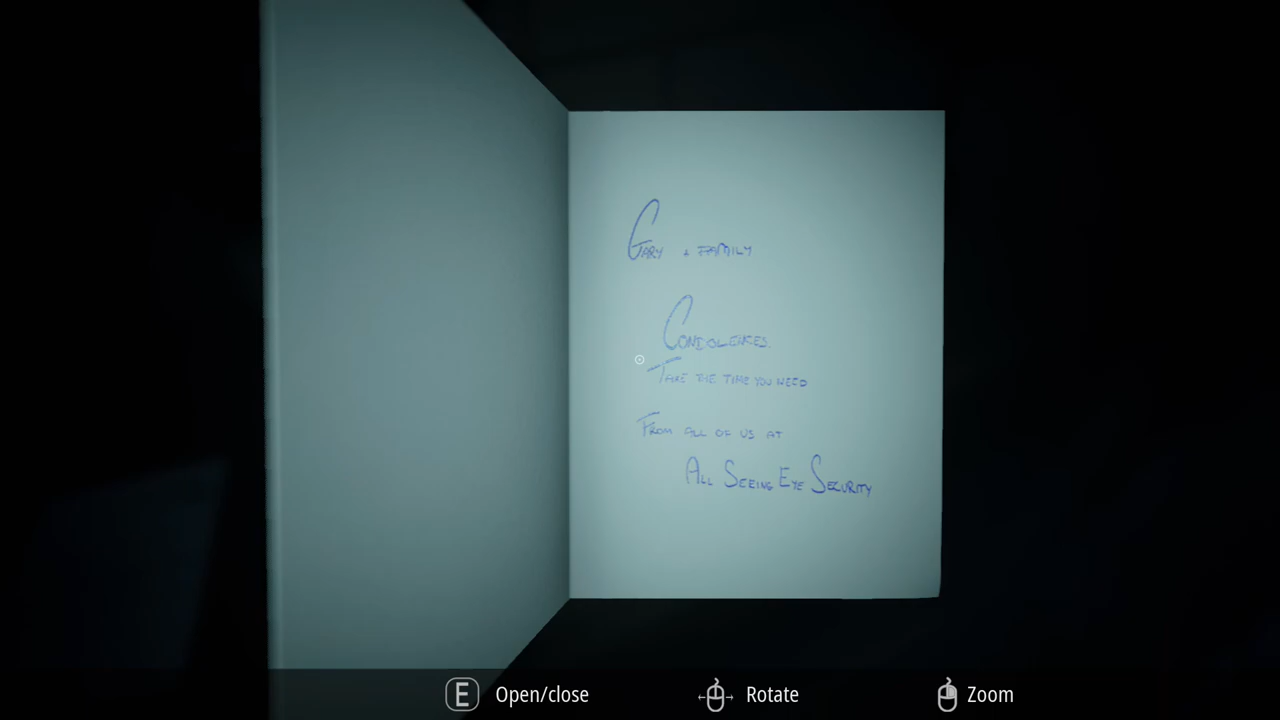 GARY & FAMILY
CONDOLENCES.
TAKE THE TIME YOU NEED
FROM ALL OF US AT
ALL SEEING EYE SECURITY
E Open/close Rotate Zoom